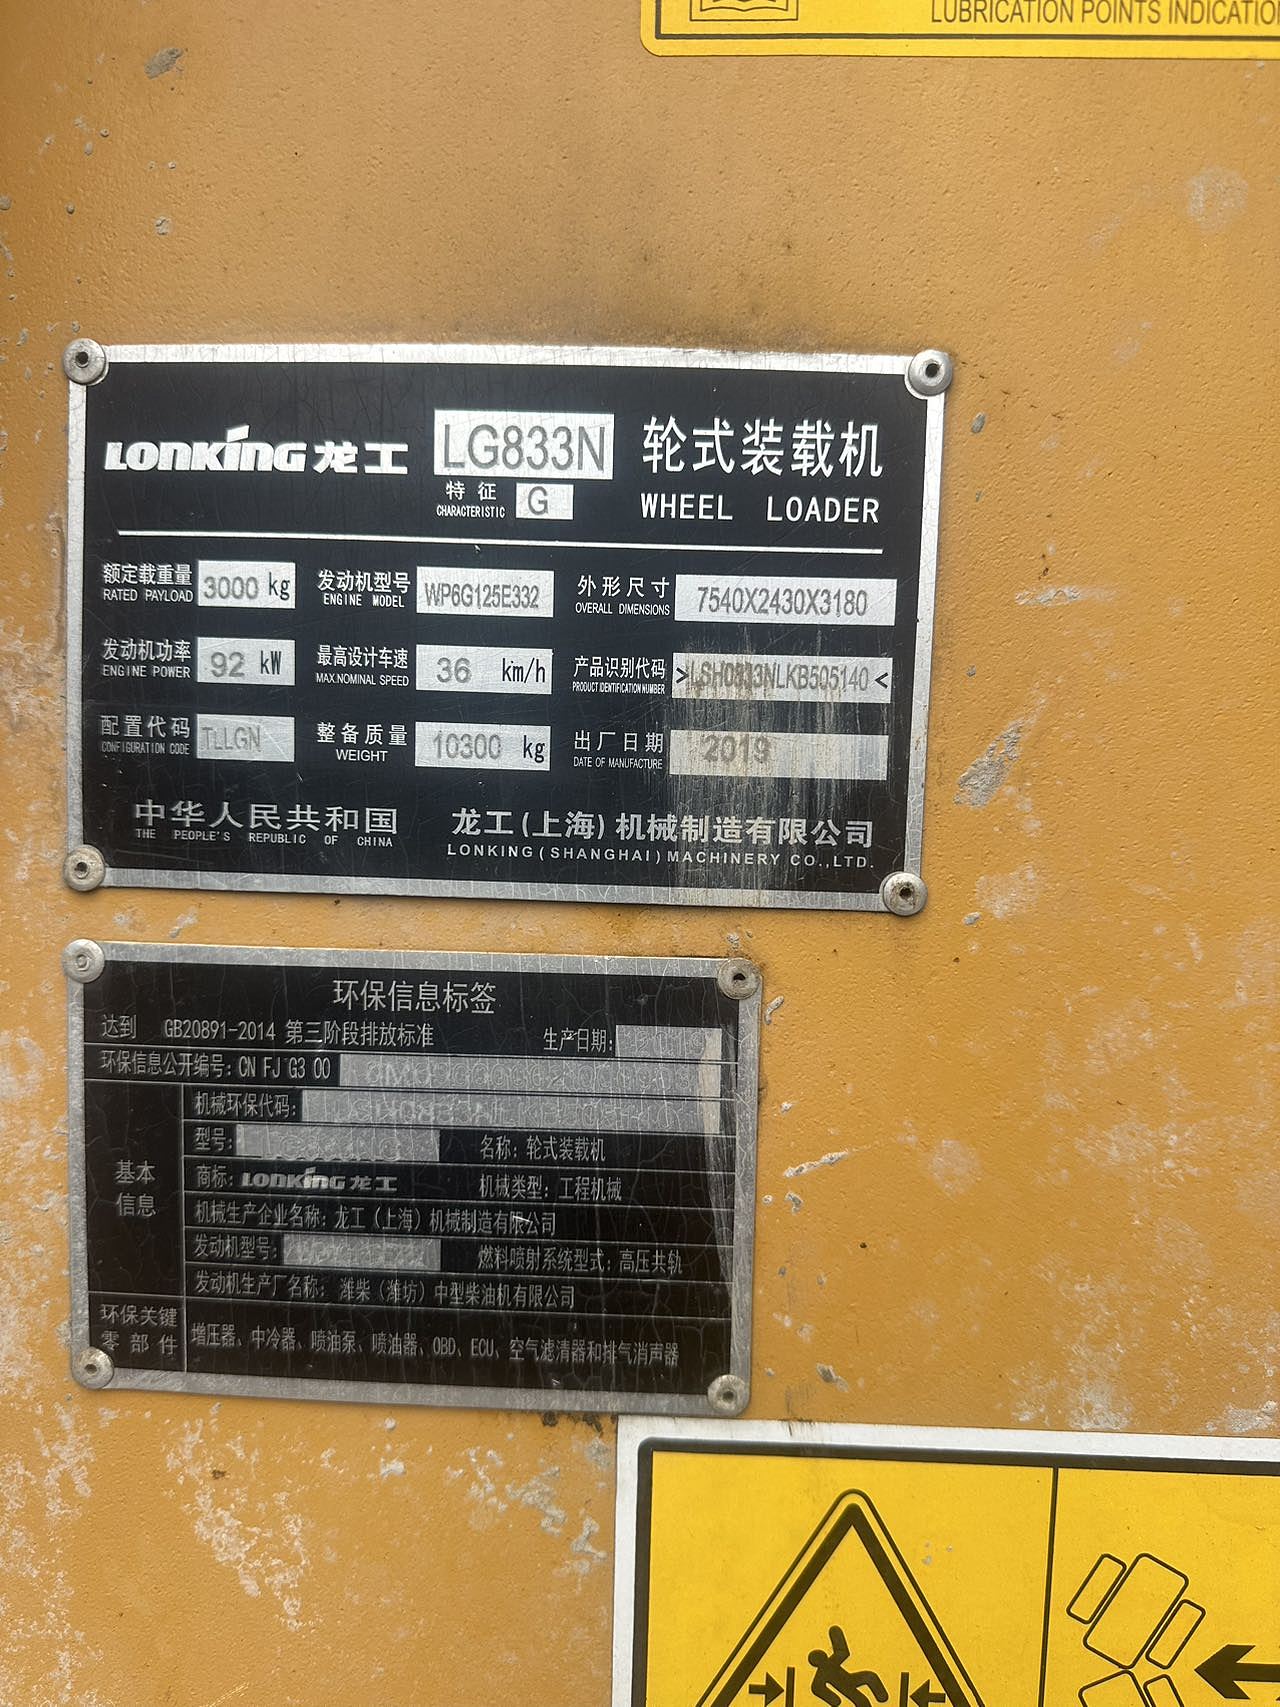 LUBRICATION POINTS INDICATIO
LONKING 龙工 LG833N 轮式装载机
特征 CHARACTERISTIC G WHEEL LOADER
额定载重量 RATED PAYLOAD 3000 kg 发动机型号 ENGINE MODEL WP6G125E332 外形尺寸 OVERALL DIMENSIONS 7540X2430X3180
发动机功率 ENGINE POWER 92 kW 最高设计车速 MAX.NOMINAL SPEED 36 km/h 产品识别代码 PRODUCT IDENTIFICATION NUMBER >LSH0833NLKB505140<
配置代码 CONFIGURATION CODE TLLGN 整备质量 WEIGHT 10300 kg 出厂日期 DATE OF MANUFACTURE 2019
中华人民共和国 龙工(上海)机械制造有限公司
THE PEOPLE'S REPUBLIC OF CHINA LONKING(SHANGHAI)MACHINERY CO.,LTD.
环保信息标签
达到 GB20891-2014 第三阶段排放标准 生产日期:
环保信息公开编号: CN FJ G3 00
基本信息
机械环保代码:
型号: 名称: 轮式装载机
商标: LONKING 龙工 机械类型: 工程机械
机械生产企业名称: 龙工(上海)机械制造有限公司
发动机型号: 燃料喷射系统型式: 高压共轨
发动机生产厂名称: 潍柴(潍坊)中型柴油机有限公司
环保关键零部件 增压器、中冷器、喷油泵、喷油器、OBD、ECU、空气滤清器和排气消声器